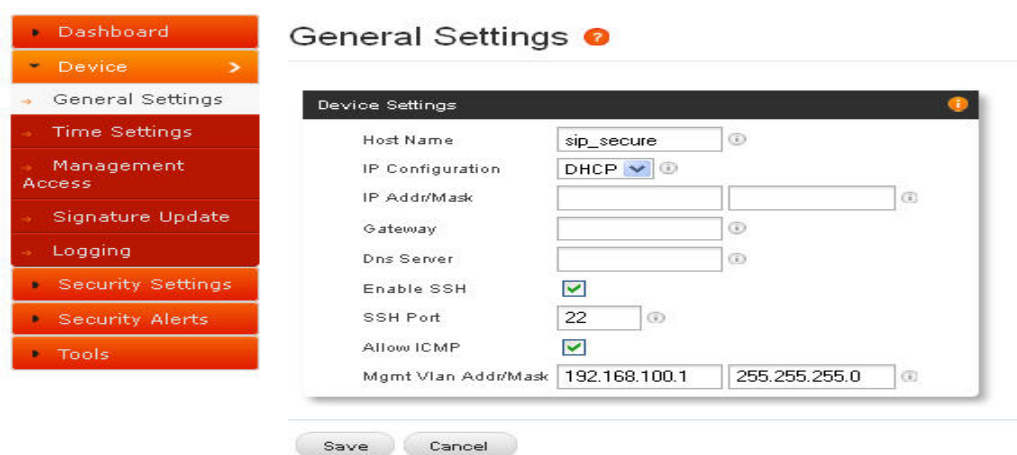 Dashboard
Device
General Settings
Time Settings
Management
Access
Signature Update
Logging
Security Settings
Security Alerts
Tools
General Settings ?
Device Settings
Host Name sip_secure
IP Configuration DHCP
IP Addr/Mask
Gateway
Dns Server
Enable SSH
SSH Port 22
Allow ICMP
Mgmt Vlan Addr/Mask 192.168.100.1 255.255.255.0
Save Cancel